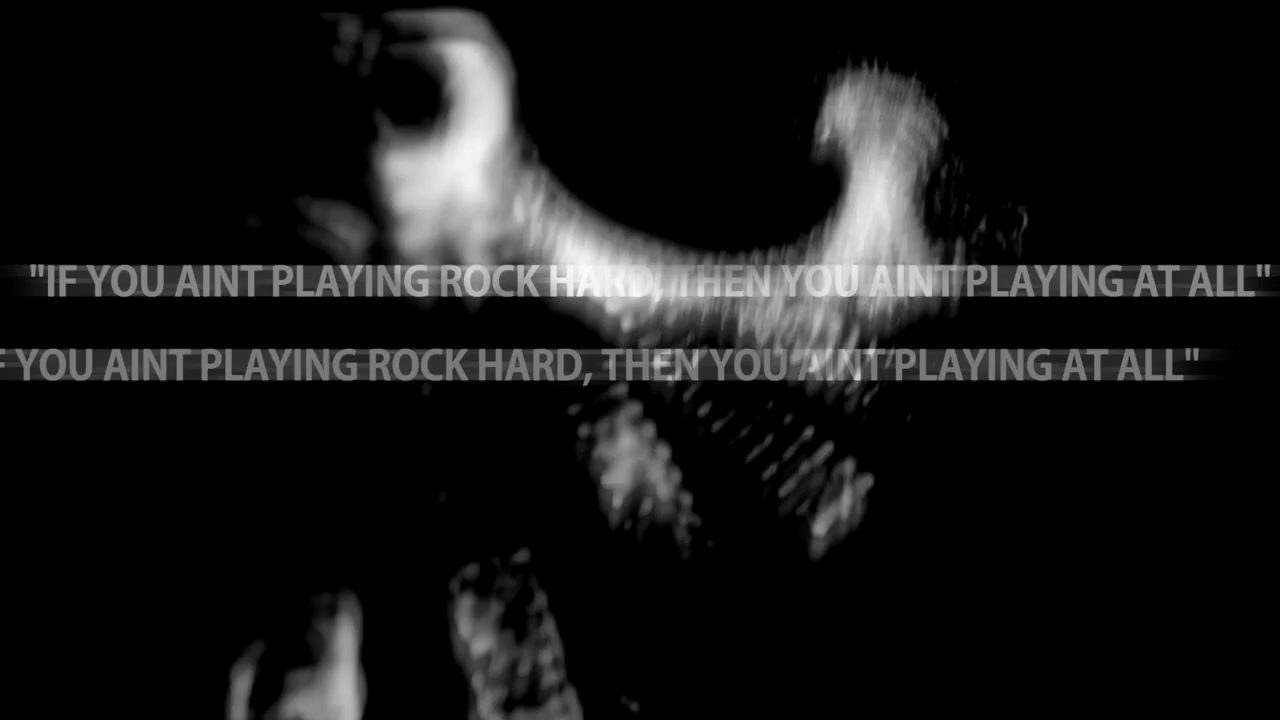 "IF YOU AINT PLAYING ROCK HARD, THEN YOU AINT PLAYING AT ALL"
F YOU AINT PLAYING ROCK HARD, THEN YOU AINT PLAYING AT ALL"